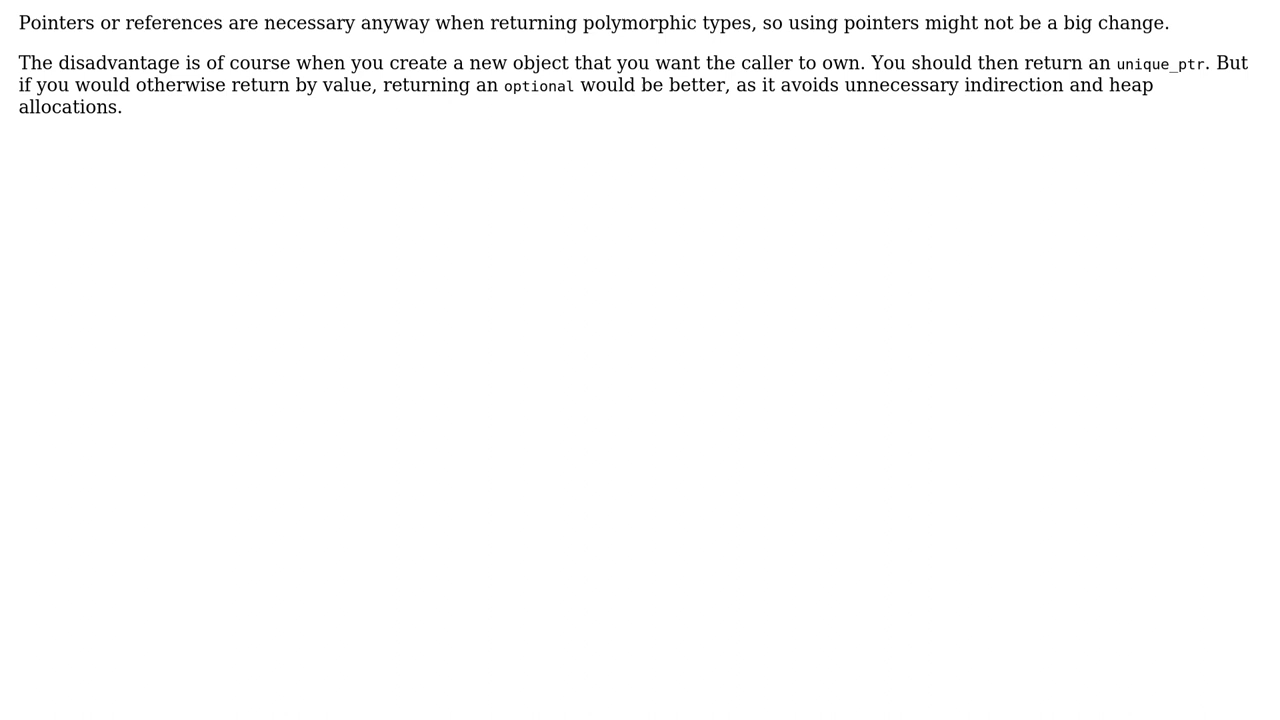 Pointers or references are necessary anyway when returning polymorphic types, so using pointers might not be a big change.
The disadvantage is of course when you create a new object that you want the caller to own. You should then return an unique_ptr. But
if you would otherwise return by value, returning an optional would be better, as it avoids unnecessary indirection and heap
allocations.